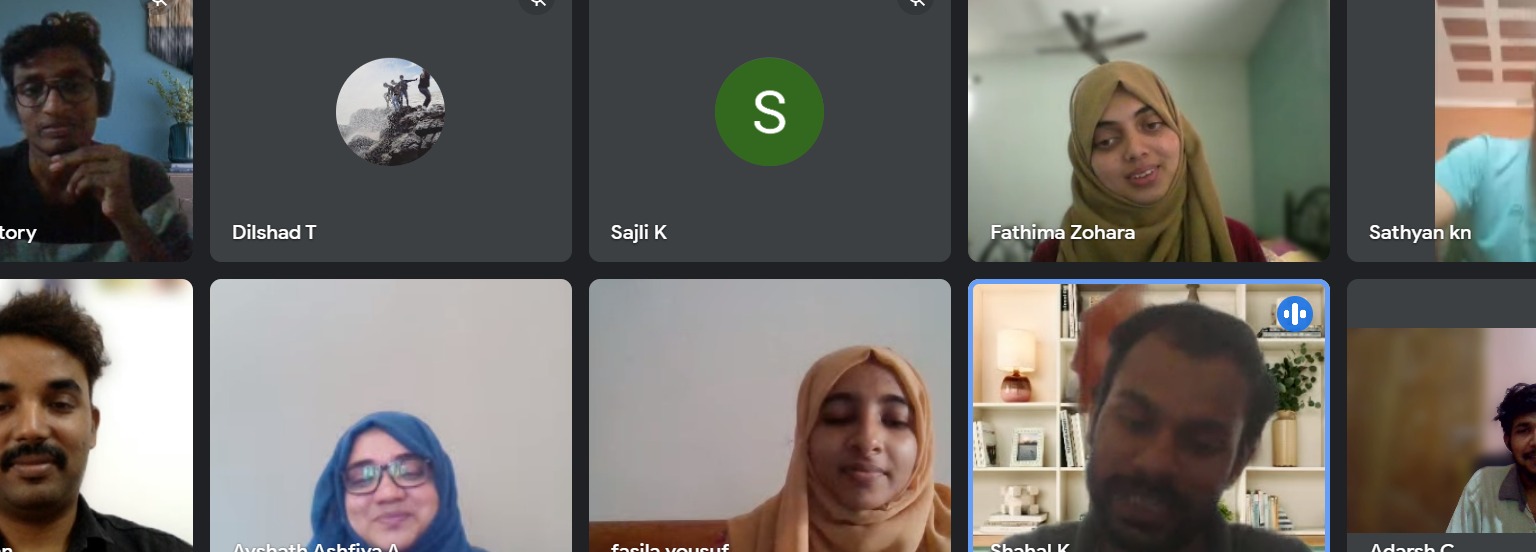 tory
Dilshad T
S
Sajli K
Fathima Zohara
Sathyan kn
Ayshath Ashfiya A
fasila yousuf
Shahal K
Adarsh C